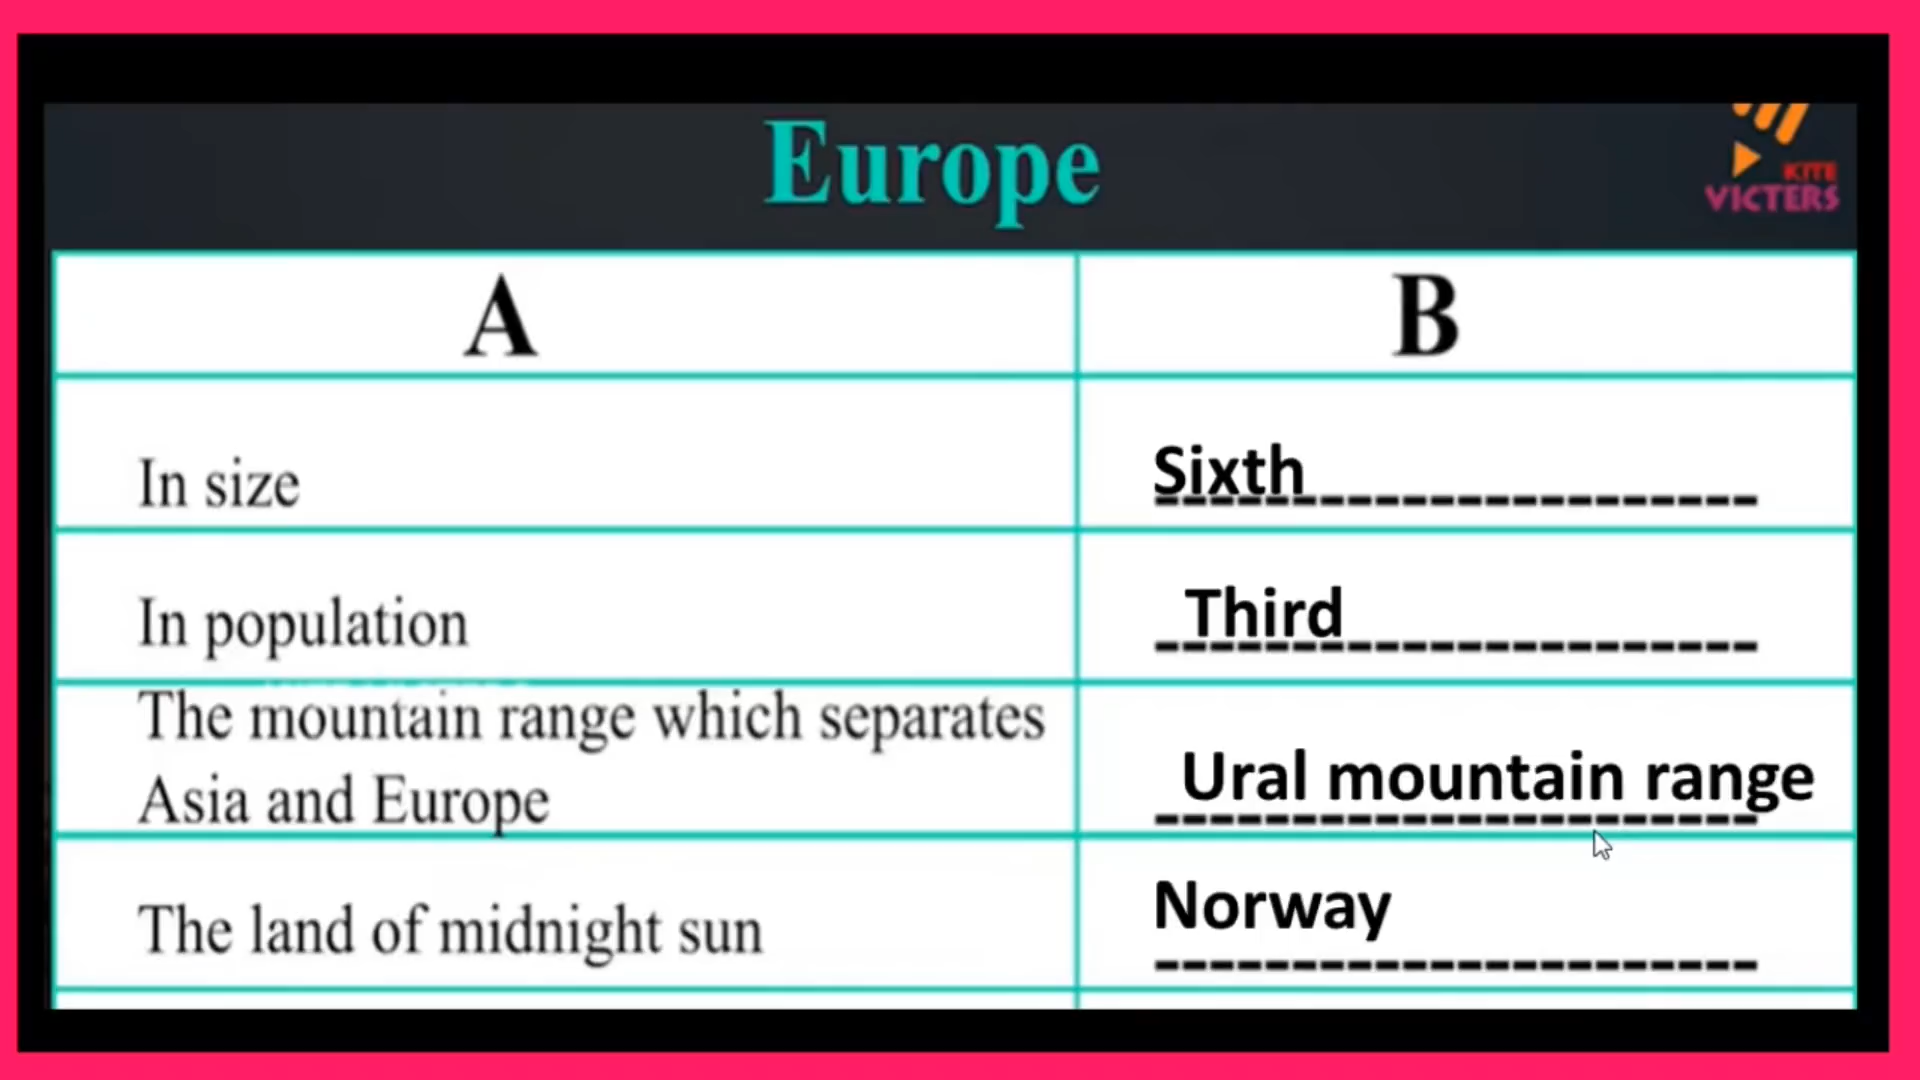 Europe
KITE
VICTERS
A
B
In size
Sixth
In population
Third
The mountain range which separates
Asia and Europe
Ural mountain range
The land of midnight sun
Norway